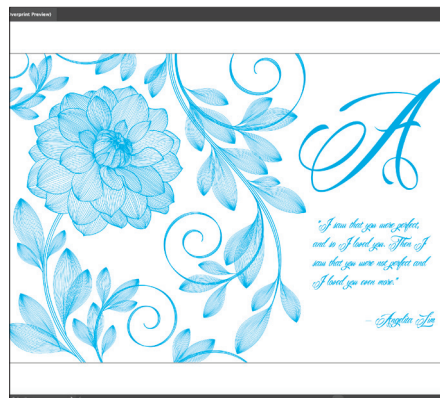 verprint Preview)
A
"I saw that you were perfect,
and so I loved you. Then I
saw that you were not perfect and
I loved you even more."
— Angelita Lim